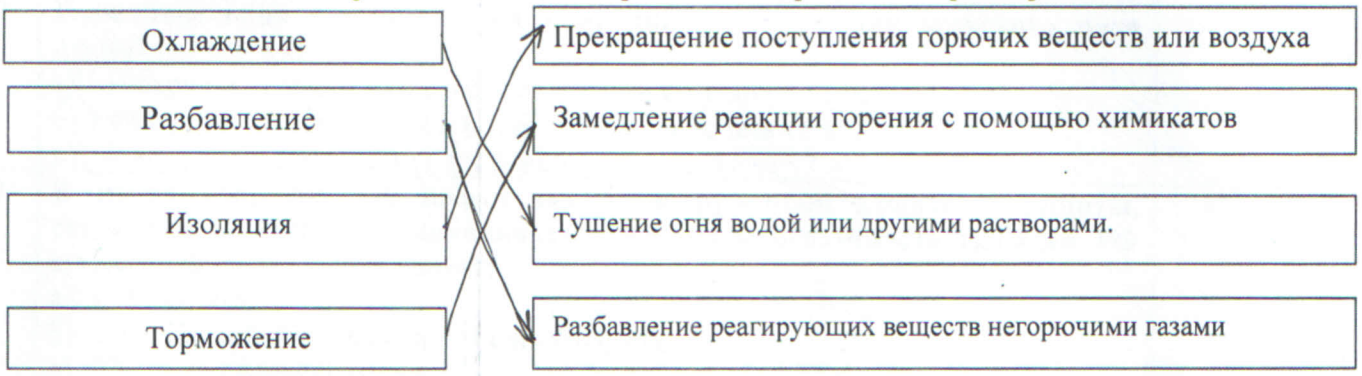 Охлаждение
Прекращение поступления горючих веществ или воздуха
Разбавление
Замедление реакции горения с помощью химикатов
Изоляция
Тушение огня водой или другими растворами.
Торможение
Разбавление реагирующих веществ негорючими газами